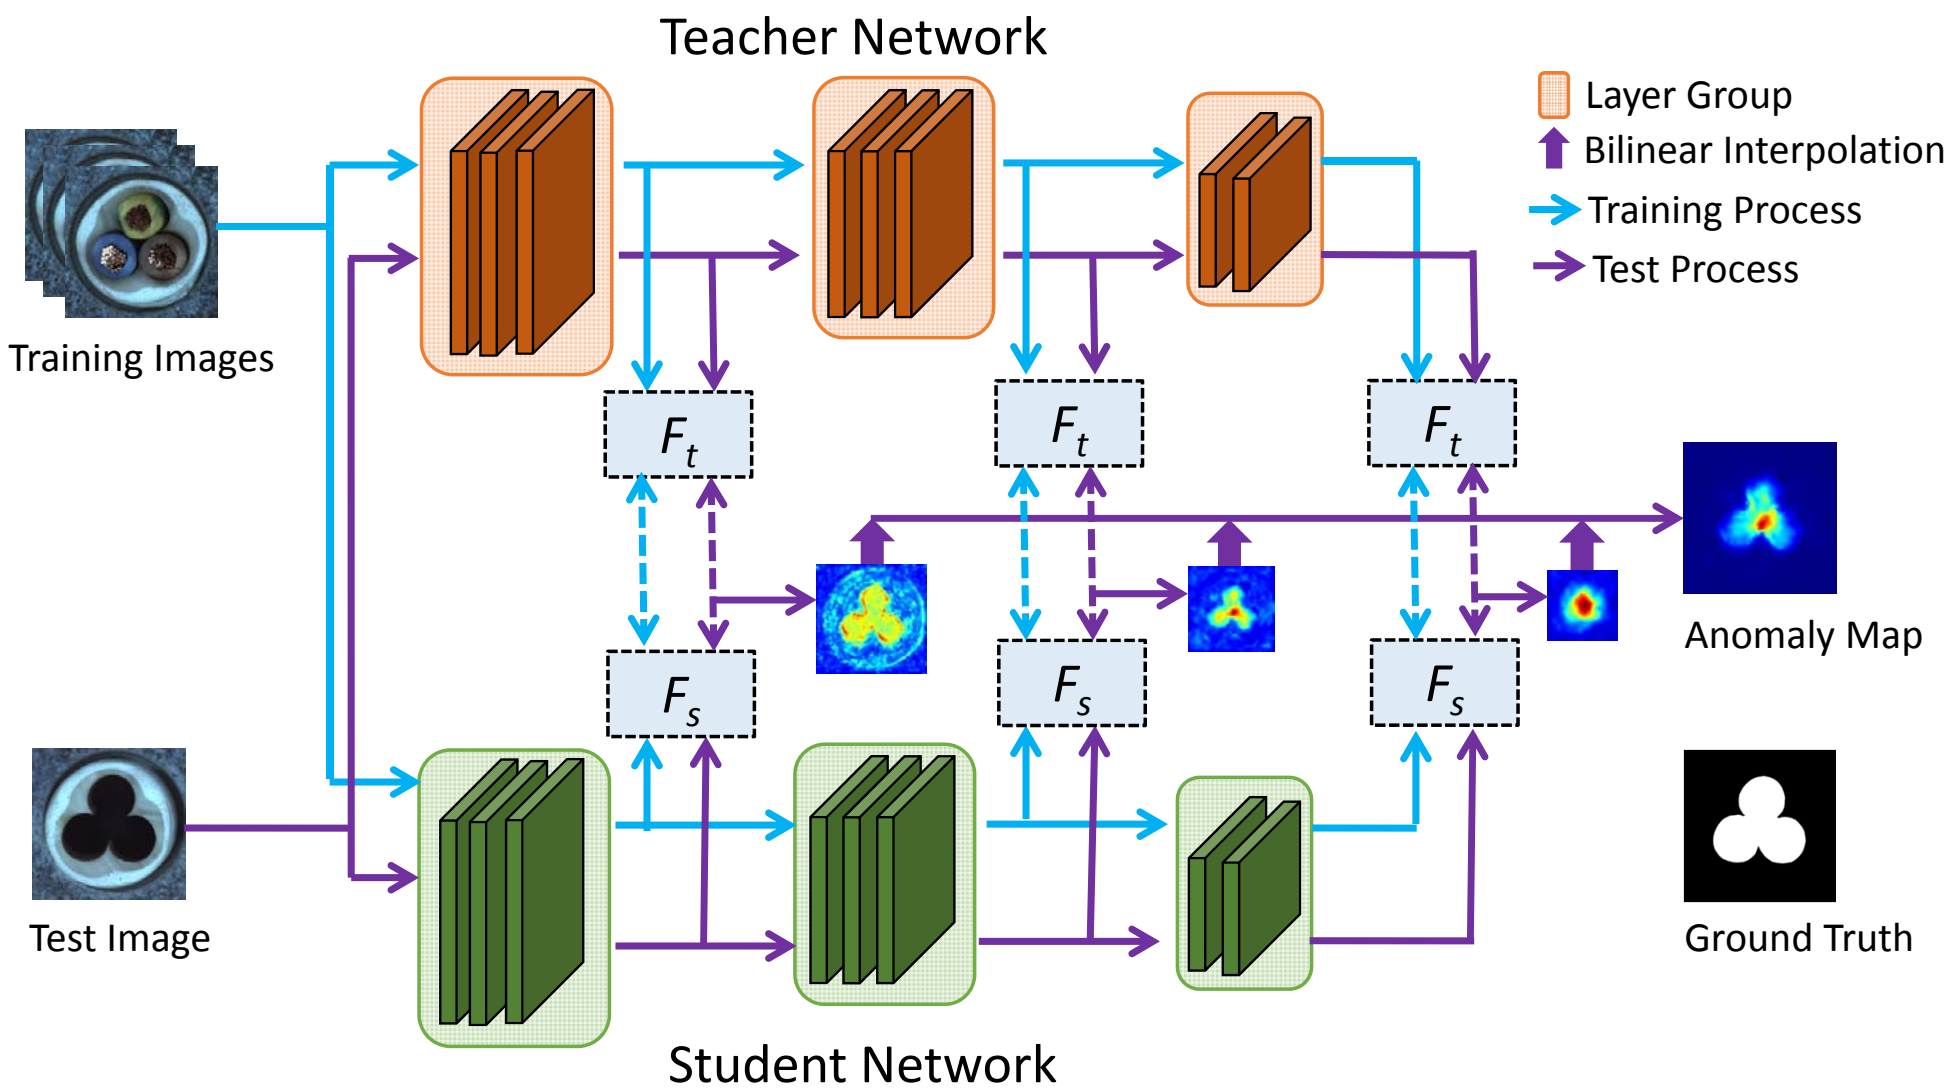 Teacher Network
Layer Group
Bilinear Interpolation
Training Process
Test Process
Training Images
F_t
F_t
F_t
Anomaly Map
F_s
F_s
F_s
Test Image
Ground Truth
Student Network